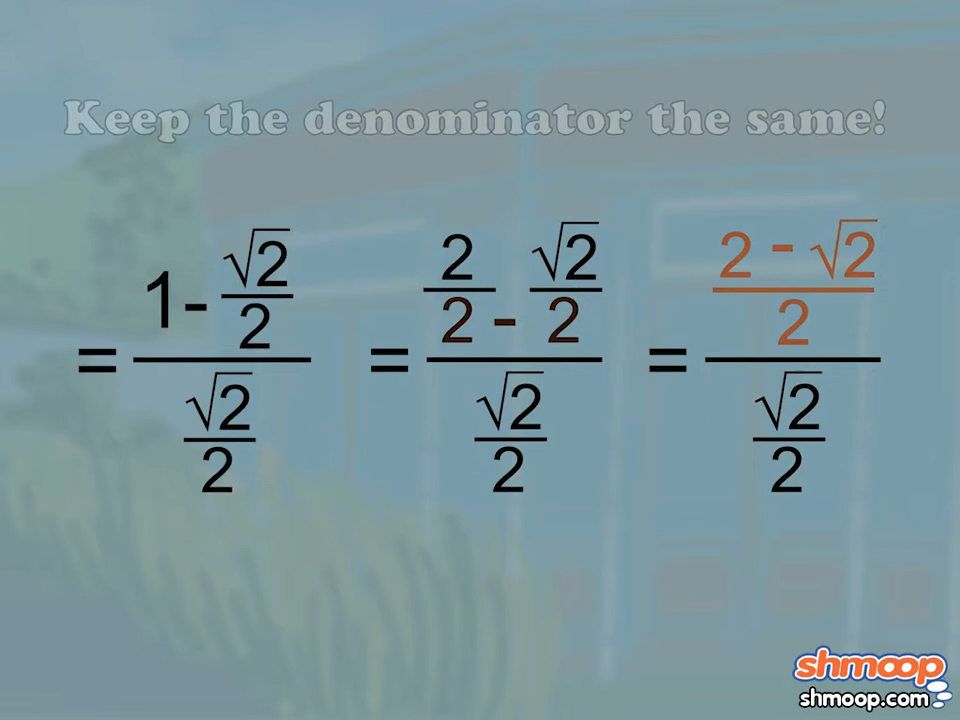 Keep the denominator the same!
= 1-√2/2 / √2/2 = 2/2 - √2/2 / √2/2 = 2 - √2/2 / √2/2
shmoop
shmoop.com